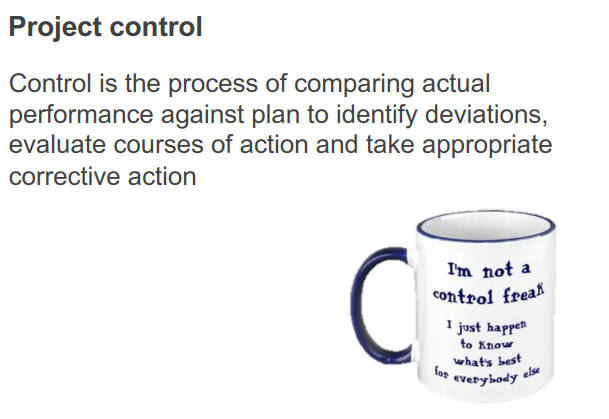 Project control
Control is the process of comparing actual
performance against plan to identify deviations,
evaluate courses of action and take appropriate
corrective action
I'm not a
control freak
I just happen
to know
what's best
for everybody else